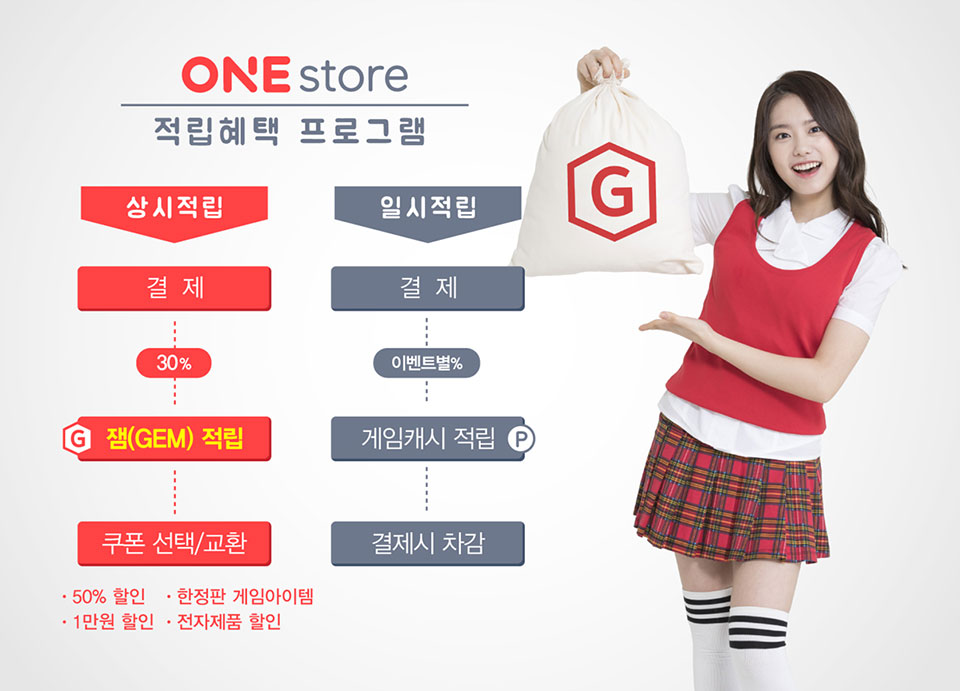 ONE store
적립혜택 프로그램
상시적립
결 제
30%
G 잼(GEM) 적립
쿠폰 선택/교환
· 50% 할인 · 한정판 게임아이템
· 1만원 할인 · 전자제품 할인
일시적립
결 제
이벤트별%
게임캐시 적립 P
결제시 차감
G